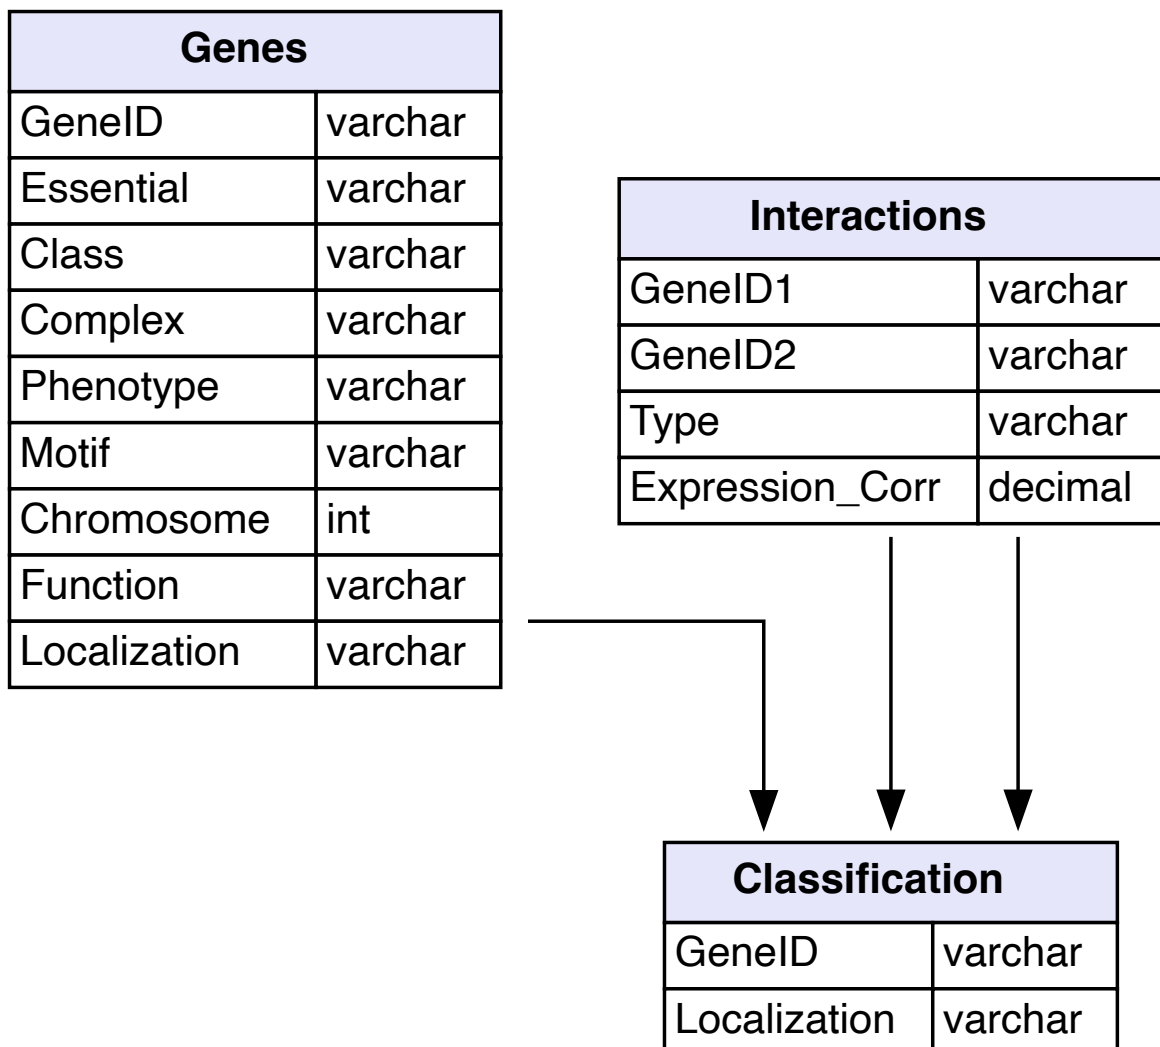 Genes
GeneID varchar
Essential varchar
Class varchar
Complex varchar
Phenotype varchar
Motif varchar
Chromosome int
Function varchar
Localization varchar
Interactions
GeneID1 varchar
GeneID2 varchar
Type varchar
Expression_Corr decimal
Classification
GeneID varchar
Localization varchar